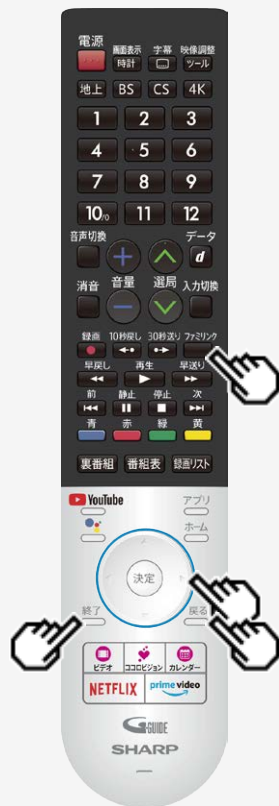 電源
画面表示 字幕 映像調整
時計 ツール
地上 BS CS 4K
1 2 3
4 5 6
7 8 9
10/0 11 12
音声切換 データ
+ d
消音 音量 選局 入力切換
−
録画 10秒戻し 30秒送り ファミリンク
早戻し 再生 早送り
前 静止 停止 次
青 赤 緑 黄
裏番組 番組表 録画リスト
YouTube アプリ
ホーム
決定
終了 戻る
ビデオ ココロビジョン カレンダー
NETFLIX prime video
G-GUIDE
SHARP